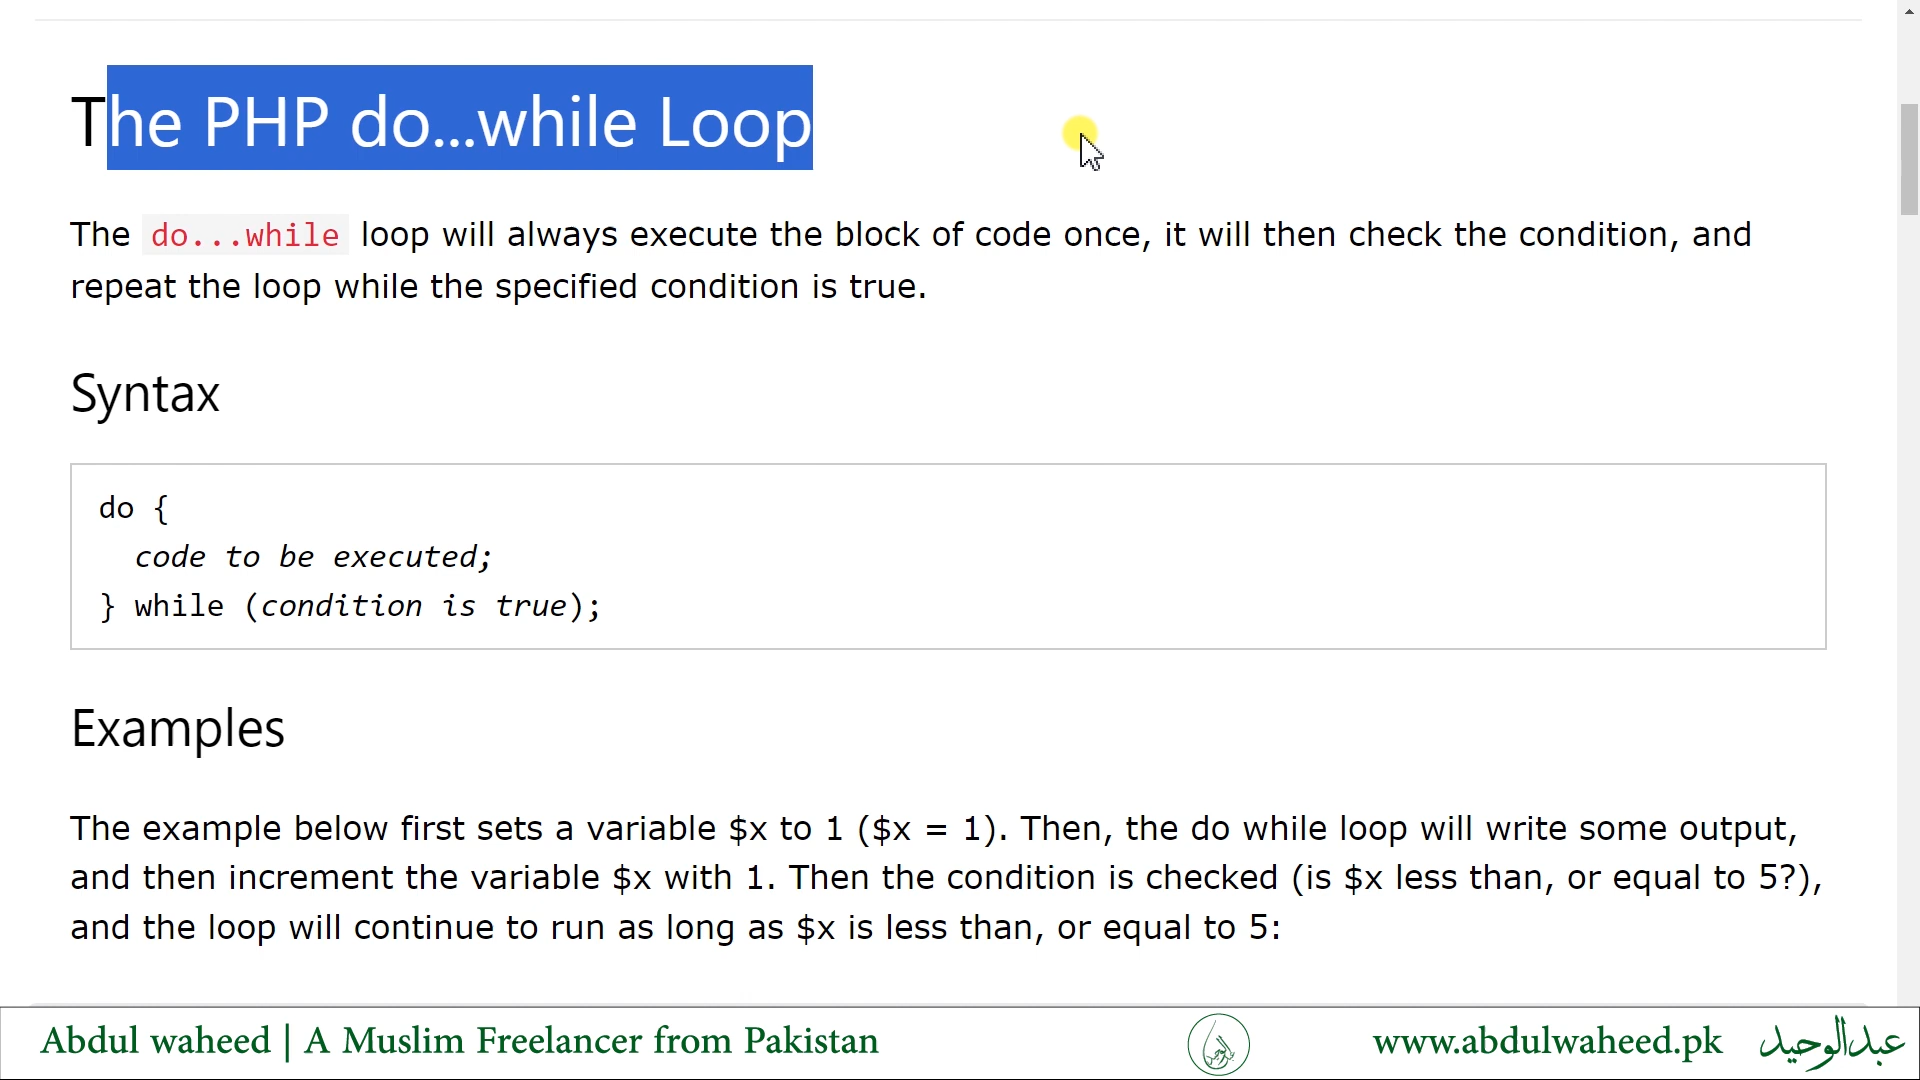 The PHP do...while Loop
The do...while loop will always execute the block of code once, it will then check the condition, and
repeat the loop while the specified condition is true.
Syntax
do {
  code to be executed;
} while (condition is true);
Examples
The example below first sets a variable $x to 1 ($x = 1). Then, the do while loop will write some output,
and then increment the variable $x with 1. Then the condition is checked (is $x less than, or equal to 5?),
and the loop will continue to run as long as $x is less than, or equal to 5:
Abdul waheed | A Muslim Freelancer from Pakistan
www.abdulwaheed.pk
عبدالوحید